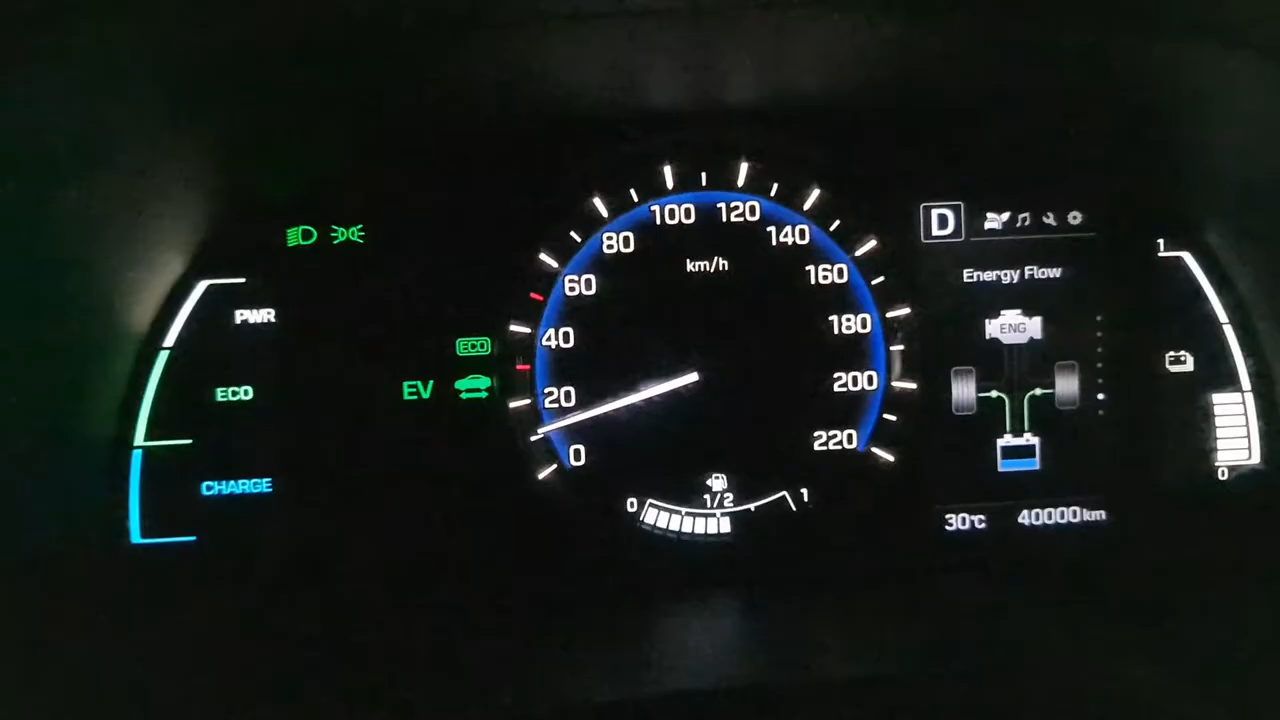 100 120
80 140
km/h
60 160
D
Energy Flow
1
PWR
40 180
ENG
ECO
ECO
EV
20 200
0 220
CHARGE
0
0 1/2 1
30°C 40000km